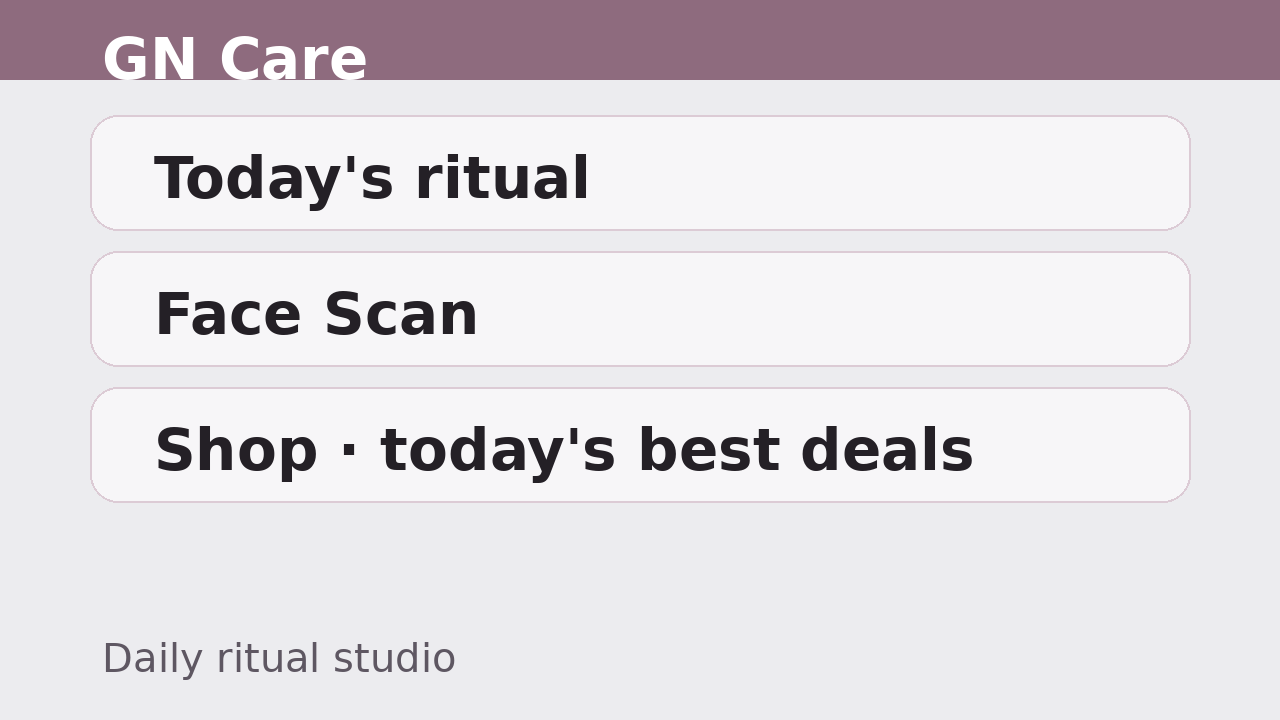 GN Care
Today's ritual
Face Scan
Shop · today's best deals
Daily ritual studio